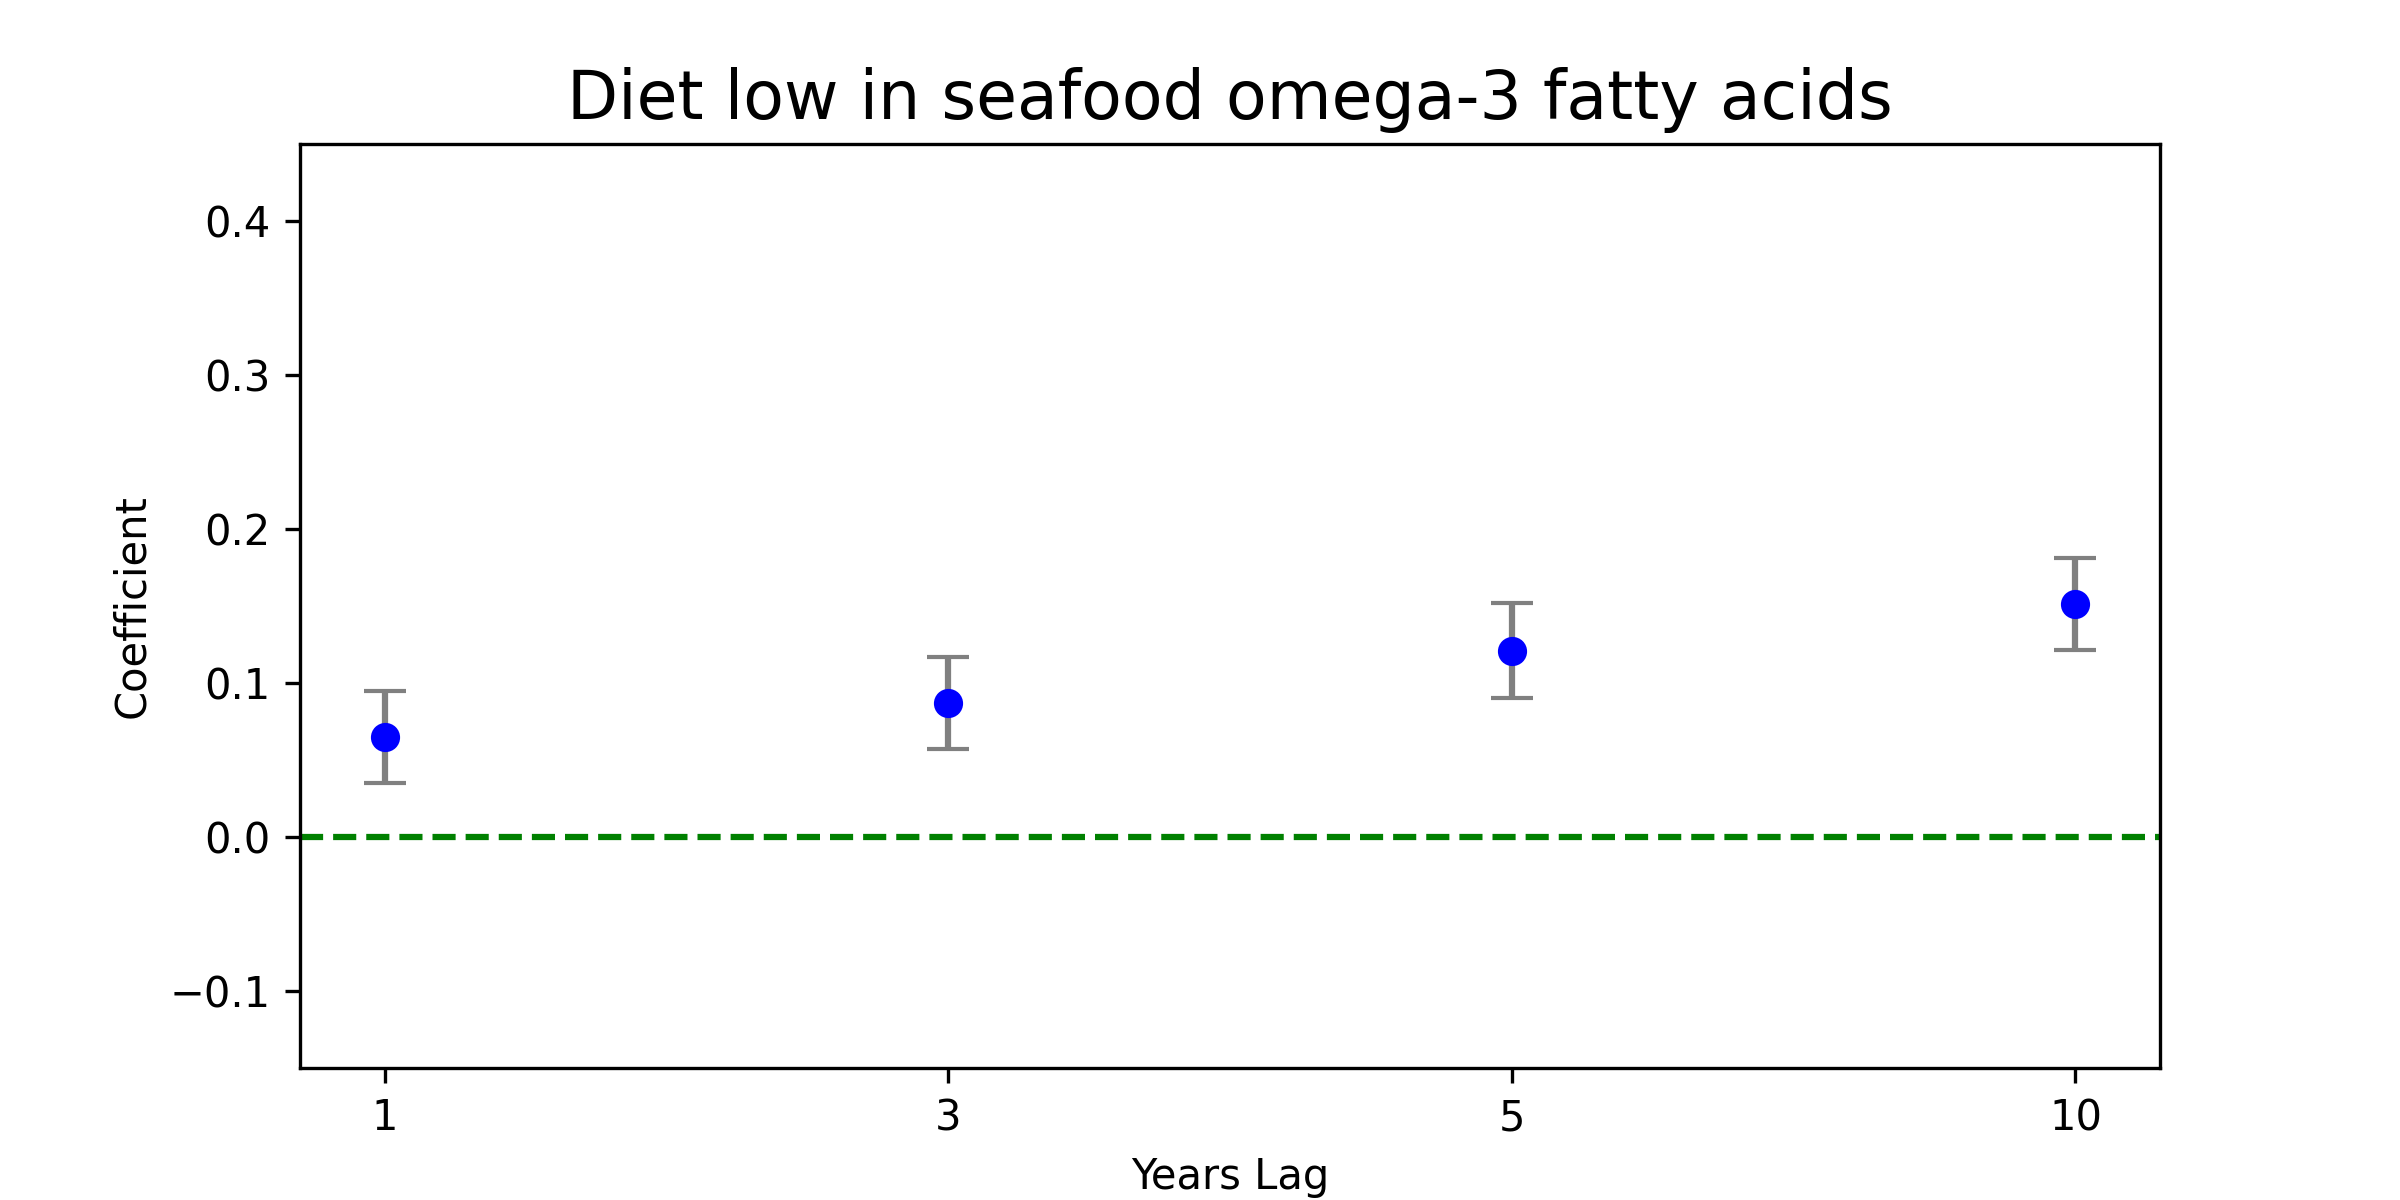 Diet low in seafood omega-3 fatty acids
0.4
0.3
0.2
0.1
0.0
−0.1
Coefficient
1 3 5 10
Years Lag